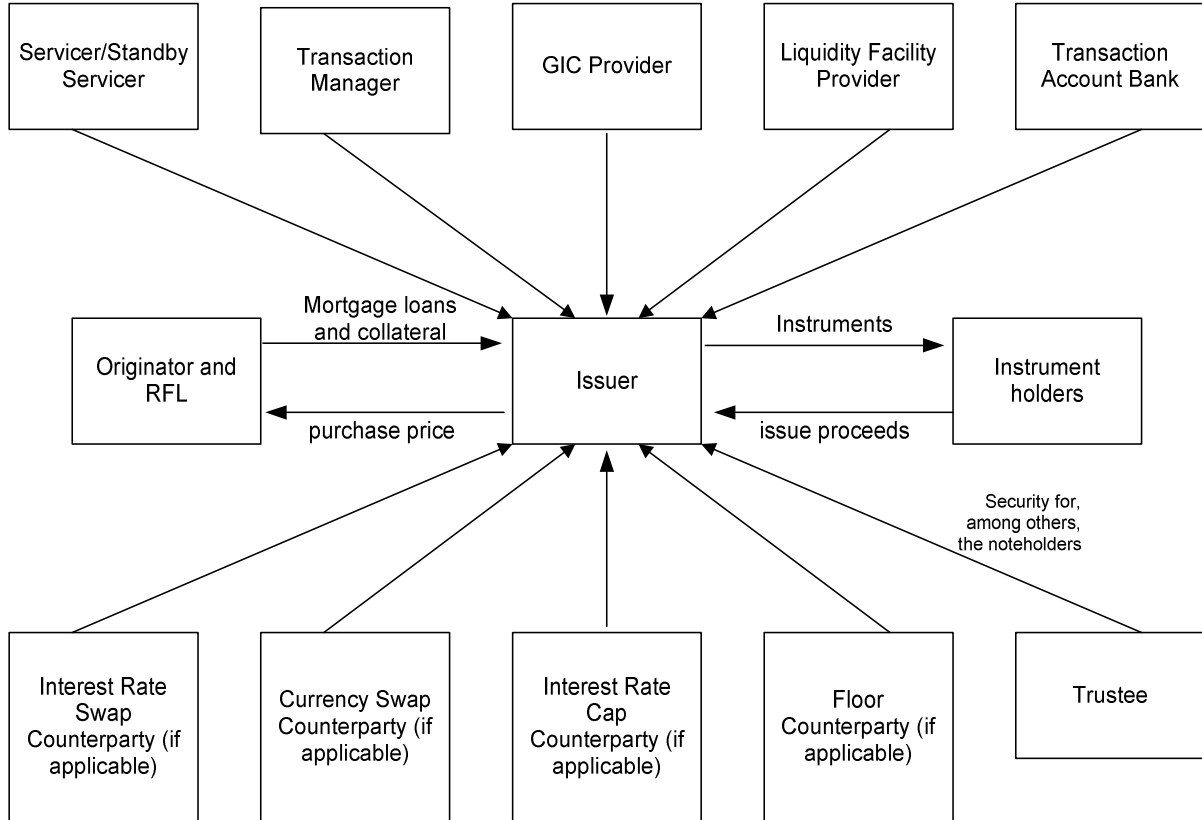 Servicer/Standby
Servicer
Transaction
Manager
GIC Provider
Liquidity Facility
Provider
Transaction
Account Bank
Mortgage loans
and collateral
Instruments
Originator and
RFL
Issuer
Instrument
holders
purchase price
issue proceeds
Security for,
among others,
the noteholders
Interest Rate
Swap
Counterparty (if
applicable)
Currency Swap
Counterparty (if
applicable)
Interest Rate
Cap
Counterparty (if
applicable)
Floor
Counterparty (if
applicable)
Trustee